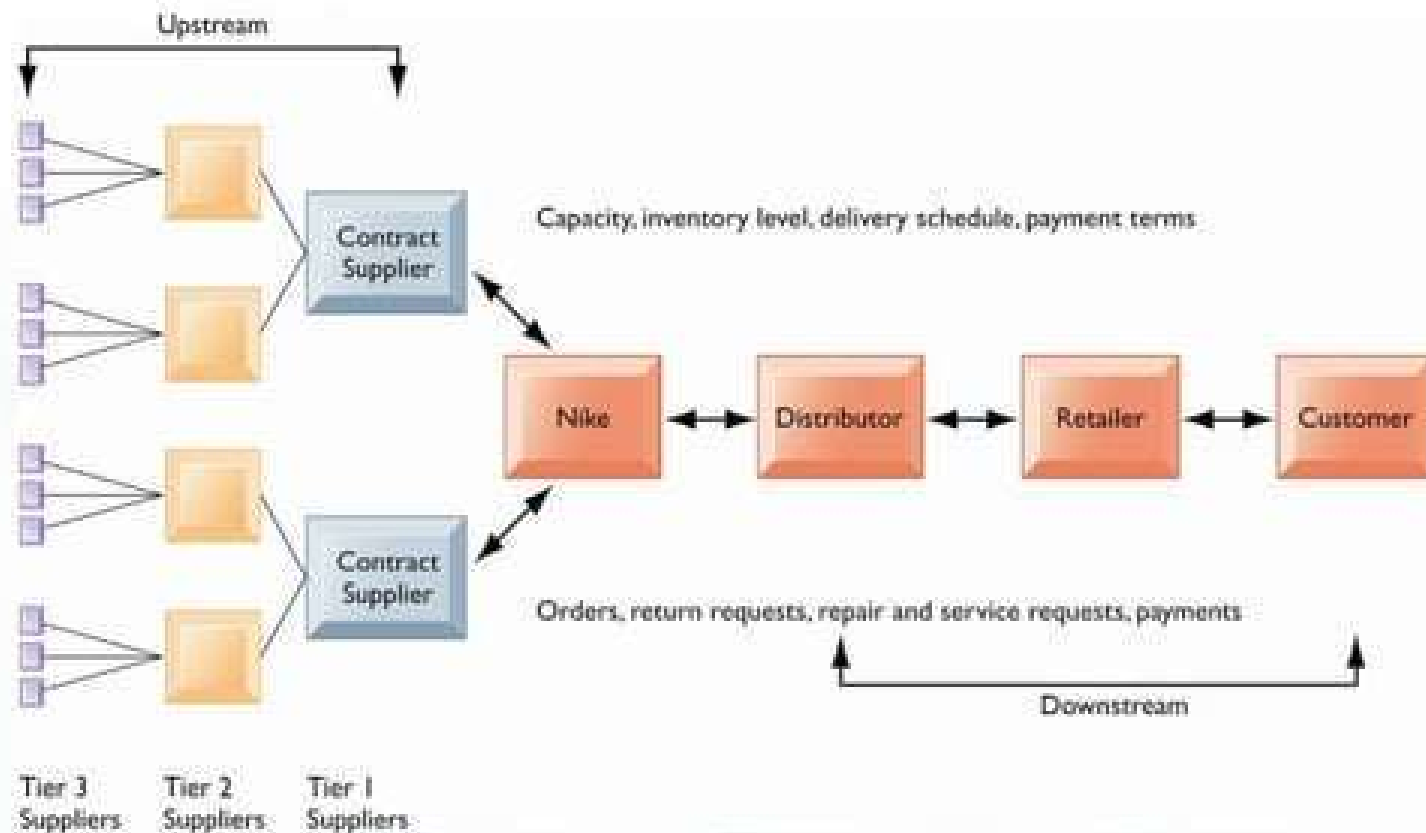 Upstream
Contract
Supplier
Capacity, inventory level, delivery schedule, payment terms
Nike
Distributor
Retailer
Customer
Contract
Supplier
Orders, return requests, repair and service requests, payments
Downstream
Tier 3
Suppliers
Tier 2
Suppliers
Tier 1
Suppliers